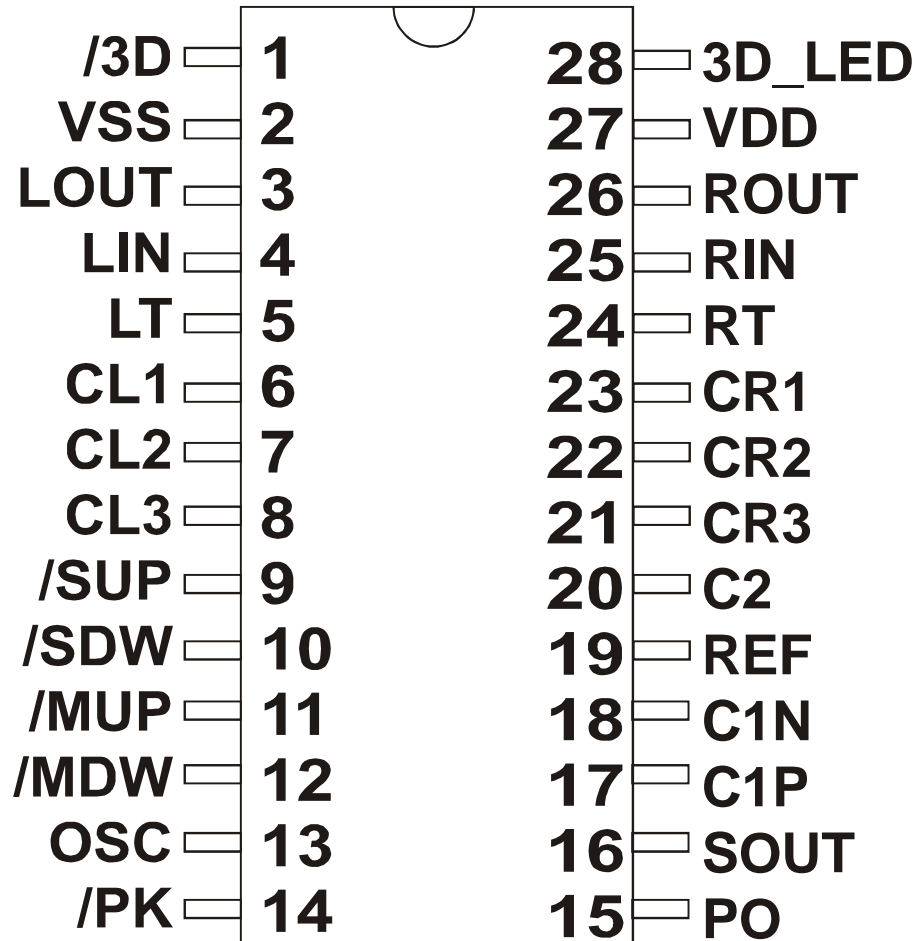 /3D 1 28 3D_LED
VSS 2 27 VDD
LOUT 3 26 ROUT
LIN 4 25 RIN
LT 5 24 RT
CL1 6 23 CR1
CL2 7 22 CR2
CL3 8 21 CR3
/SUP 9 20 C2
/SDW 10 19 REF
/MUP 11 18 C1N
/MDW 12 17 C1P
OSC 13 16 SOUT
/PK 14 15 PO